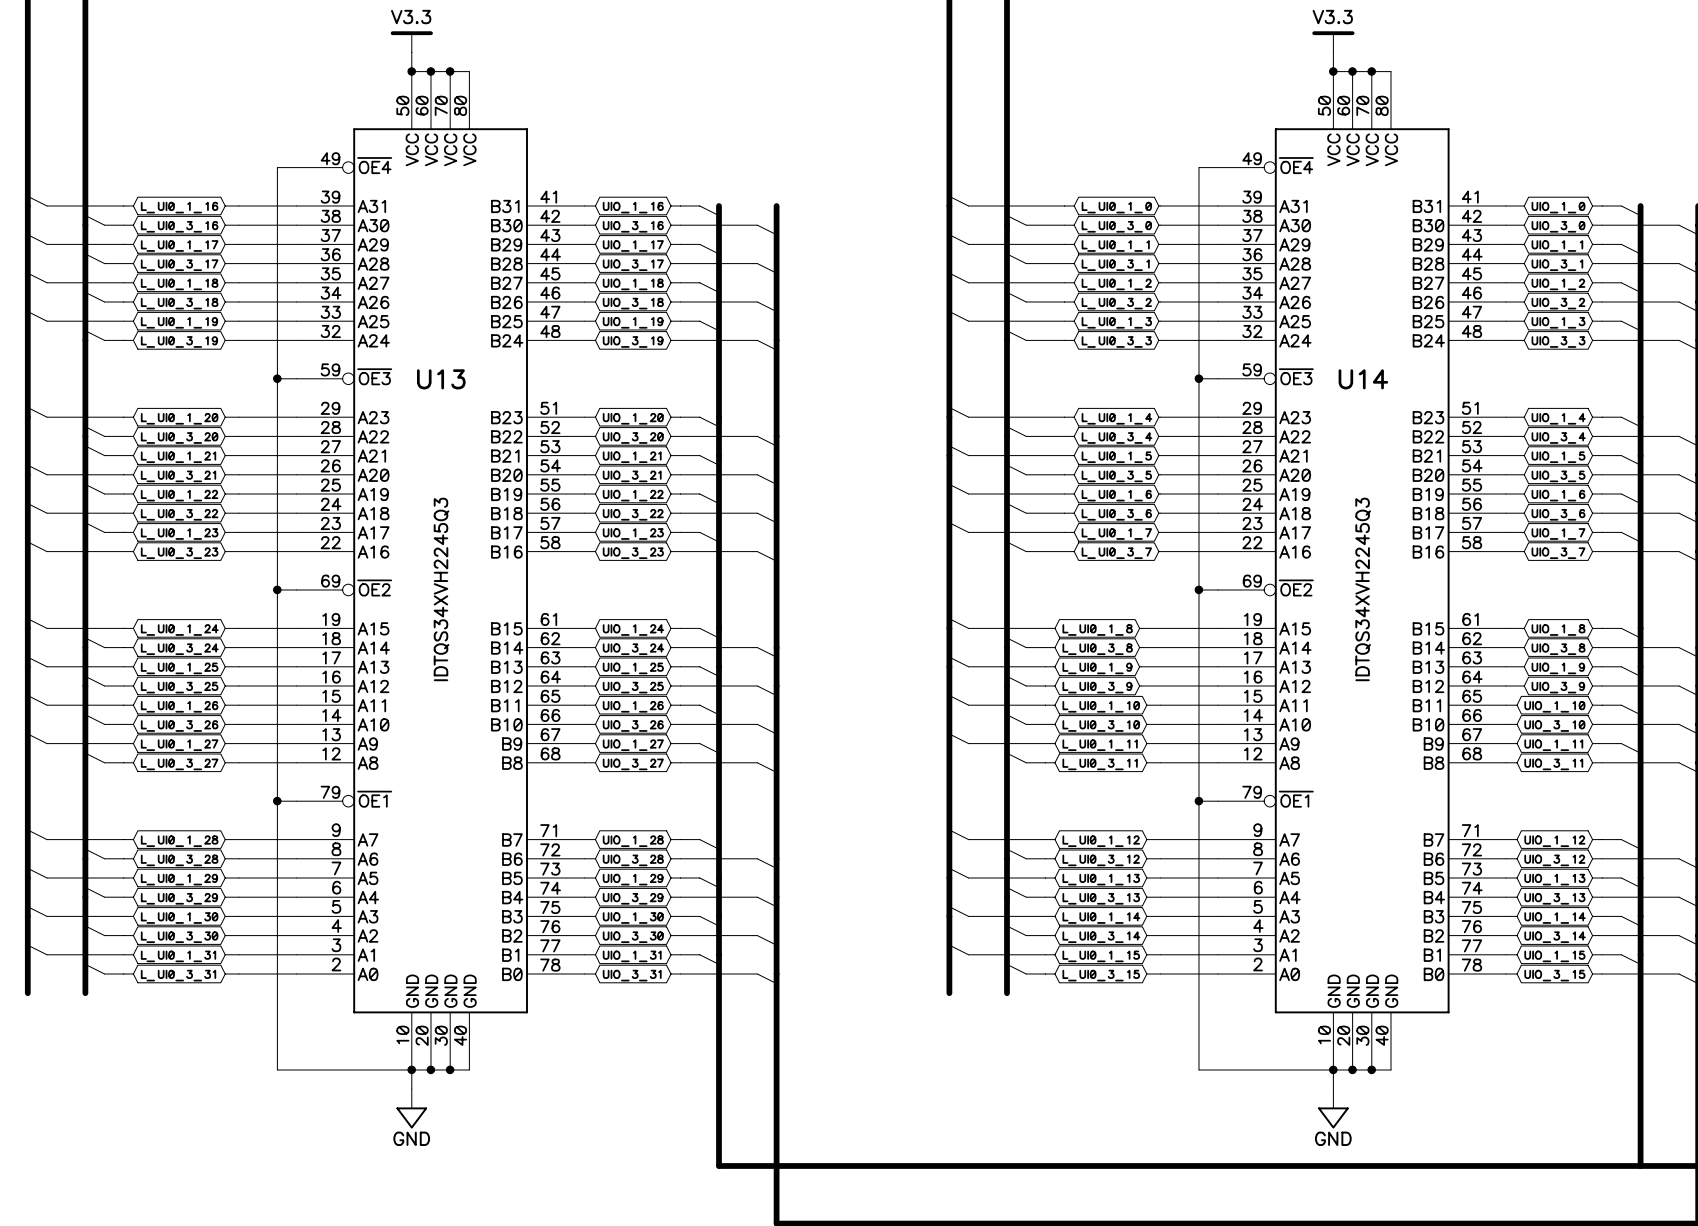 V3.3 V3.3
50 60 70 80 50 60 70 80
VCC VCC VCC VCC VCC VCC VCC VCC
49 OE4 49 OE4
L_UI0_1_16 39 A31 B31 41 UIO_1_16 L_UI0_1_0 39 A31 B31 41 UIO_1_0
L_UI0_3_16 38 A30 B30 42 UIO_3_16 L_UI0_3_0 38 A30 B30 42 UIO_3_0
L_UI0_1_17 37 A29 B29 43 UIO_1_17 L_UI0_1_1 37 A29 B29 43 UIO_1_1
L_UI0_3_17 36 A28 B28 44 UIO_3_17 L_UI0_3_1 36 A28 B28 44 UIO_3_1
L_UI0_1_18 35 A27 B27 45 UIO_1_18 L_UI0_1_2 35 A27 B27 45 UIO_1_2
L_UI0_3_18 34 A26 B26 46 UIO_3_18 L_UI0_3_2 34 A26 B26 46 UIO_3_2
L_UI0_1_19 33 A25 B25 47 UIO_1_19 L_UI0_1_3 33 A25 B25 47 UIO_1_3
L_UI0_3_19 32 A24 B24 48 UIO_3_19 L_UI0_3_3 32 A24 B24 48 UIO_3_3
59 OE3 U13 59 OE3 U14
L_UI0_1_20 29 A23 B23 51 UIO_1_20 L_UI0_1_4 29 A23 B23 51 UIO_1_4
L_UI0_3_20 28 A22 B22 52 UIO_3_20 L_UI0_3_4 28 A22 B22 52 UIO_3_4
L_UI0_1_21 27 A21 B21 53 UIO_1_21 L_UI0_1_5 27 A21 B21 53 UIO_1_5
L_UI0_3_21 26 A20 B20 54 UIO_3_21 L_UI0_3_5 26 A20 B20 54 UIO_3_5
L_UI0_1_22 25 A19 B19 55 UIO_1_22 L_UI0_1_6 25 A19 B19 55 UIO_1_6
L_UI0_3_22 24 A18 B18 56 UIO_3_22 L_UI0_3_6 24 A18 B18 56 UIO_3_6
L_UI0_1_23 23 A17 B17 57 UIO_1_23 L_UI0_1_7 23 A17 B17 57 UIO_1_7
L_UI0_3_23 22 A16 B16 58 UIO_3_23 L_UI0_3_7 22 A16 B16 58 UIO_3_7
IDTQS34XVH2245Q3 IDTQS34XVH2245Q3
69 OE2 69 OE2
L_UI0_1_24 19 A15 B15 61 UIO_1_24 L_UI0_1_8 19 A15 B15 61 UIO_1_8
L_UI0_3_24 18 A14 B14 62 UIO_3_24 L_UI0_3_8 18 A14 B14 62 UIO_3_8
L_UI0_1_25 17 A13 B13 63 UIO_1_25 L_UI0_1_9 17 A13 B13 63 UIO_1_9
L_UI0_3_25 16 A12 B12 64 UIO_3_25 L_UI0_3_9 16 A12 B12 64 UIO_3_9
L_UI0_1_26 15 A11 B11 65 UIO_1_26 L_UI0_1_10 15 A11 B11 65 UIO_1_10
L_UI0_3_26 14 A10 B10 66 UIO_3_26 L_UI0_3_10 14 A10 B10 66 UIO_3_10
L_UI0_1_27 13 A9 B9 67 UIO_1_27 L_UI0_1_11 13 A9 B9 67 UIO_1_11
L_UI0_3_27 12 A8 B8 68 UIO_3_27 L_UI0_3_11 12 A8 B8 68 UIO_3_11
79 OE1 79 OE1
L_UI0_1_28 9 A7 B7 71 UIO_1_28 L_UI0_1_12 9 A7 B7 71 UIO_1_12
L_UI0_3_28 8 A6 B6 72 UIO_3_28 L_UI0_3_12 8 A6 B6 72 UIO_3_12
L_UI0_1_29 7 A5 B5 73 UIO_1_29 L_UI0_1_13 7 A5 B5 73 UIO_1_13
L_UI0_3_29 6 A4 B4 74 UIO_3_29 L_UI0_3_13 6 A4 B4 74 UIO_3_13
L_UI0_1_30 5 A3 B3 75 UIO_1_30 L_UI0_1_14 5 A3 B3 75 UIO_1_14
L_UI0_3_30 4 A2 B2 76 UIO_3_30 L_UI0_3_14 4 A2 B2 76 UIO_3_14
L_UI0_1_31 3 A1 B1 77 UIO_1_31 L_UI0_1_15 3 A1 B1 77 UIO_1_15
L_UI0_3_31 2 A0 B0 78 UIO_3_31 L_UI0_3_15 2 A0 B0 78 UIO_3_15
GND GND GND GND GND GND GND GND
10 20 30 40 10 20 30 40
GND GND